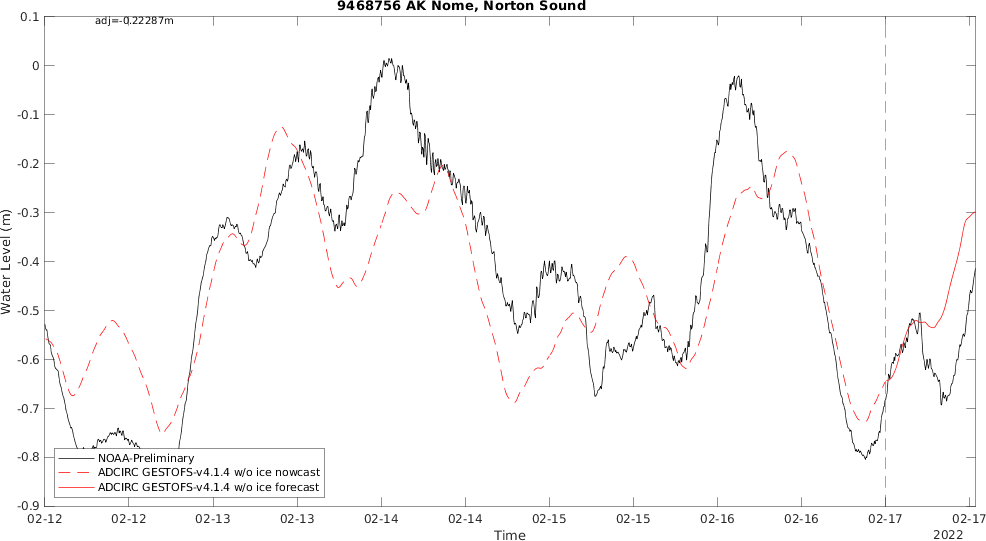 9468756 AK Nome, Norton Sound
adj=-0.22287m
0.1
0
-0.1
-0.2
-0.3
-0.4
-0.5
-0.6
-0.7
-0.8
-0.9
Water Level (m)
NOAA-Preliminary
ADCIRC GESTOFS-v4.1.4 w/o ice nowcast
ADCIRC GESTOFS-v4.1.4 w/o ice forecast
02-12 02-12 02-13 02-13 02-14 02-14 02-15 02-15 02-16 02-16 02-17 02-17
Time
2022